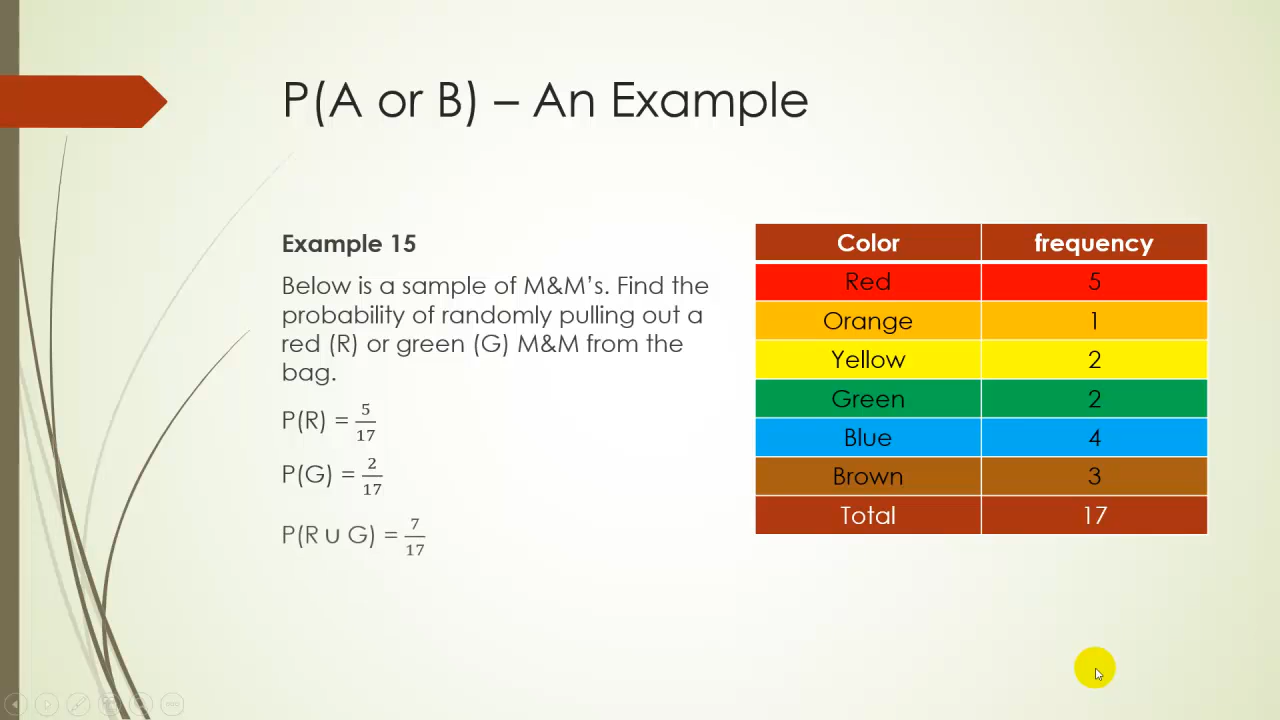 P(A or B) – An Example
Example 15
Below is a sample of M&M’s. Find the
probability of randomly pulling out a
red (R) or green (G) M&M from the
bag.
P(R) = 5/17
P(G) = 2/17
P(R ∪ G) = 7/17
Color frequency
Red 5
Orange 1
Yellow 2
Green 2
Blue 4
Brown 3
Total 17